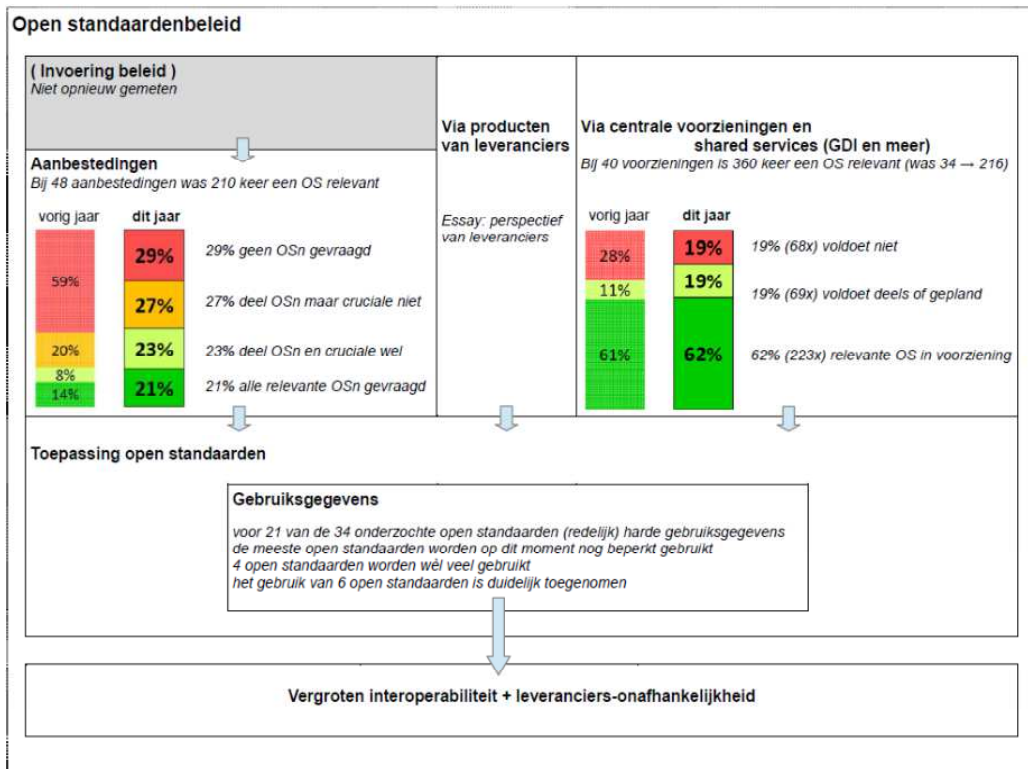 Open standaardenbeleid
( Invoering beleid )
Niet opnieuw gemeten
Aanbestedingen
Bij 48 aanbestedingen was 210 keer een OS relevant
vorig jaar
dit jaar
59%
20%
8%
14%
29%
27%
23%
21%
29% geen OSn gevraagd
27% deel OSn maar cruciale niet
23% deel OSn en cruciale wel
21% alle relevante OSn gevraagd
Via producten
van leveranciers
Essay: perspectief
van leveranciers
Via centrale voorzieningen en
shared services (GDI en meer)
Bij 40 voorzieningen is 360 keer een OS relevant (was 34 → 216)
vorig jaar
dit jaar
28%
11%
61%
19%
19%
62%
19% (68x) voldoet niet
19% (69x) voldoet deels of gepland
62% (223x) relevante OS in voorziening
Toepassing open standaarden
Gebruiksgegevens
voor 21 van de 34 onderzochte open standaarden (redelijk) harde gebruiksgegevens
de meeste open standaarden worden op dit moment nog beperkt gebruikt
4 open standaarden worden wèl veel gebruikt
het gebruik van 6 open standaarden is duidelijk toegenomen
Vergroten interoperabiliteit + leveranciers-onafhankelijkheid